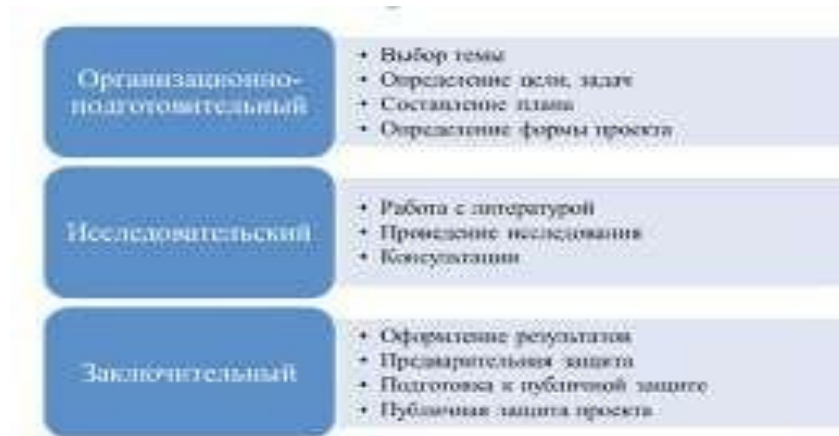 Организационно-
подготовительный
• Выбор темы
• Определение цели, задач
• Составление плана
• Определение формы проекта
Исследовательский
• Работа с литературой
• Проведение исследования
• Консультации
Заключительный
• Оформление результатов
• Предварительная защита
• Подготовка к публичной защите
• Публичная защита проекта